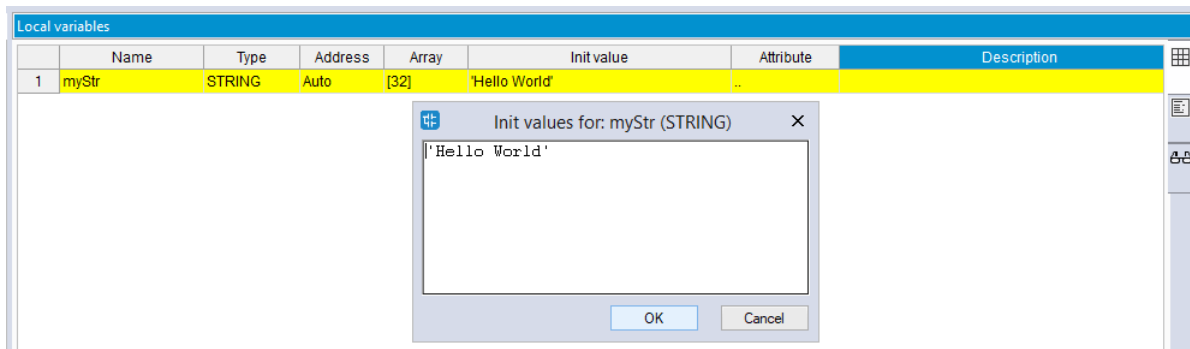 Local variables
Name Type Address Array Init value Attribute Description
1 myStr STRING Auto [32] 'Hello World' ..
Init values for: myStr (STRING)
'Hello World'
OK Cancel